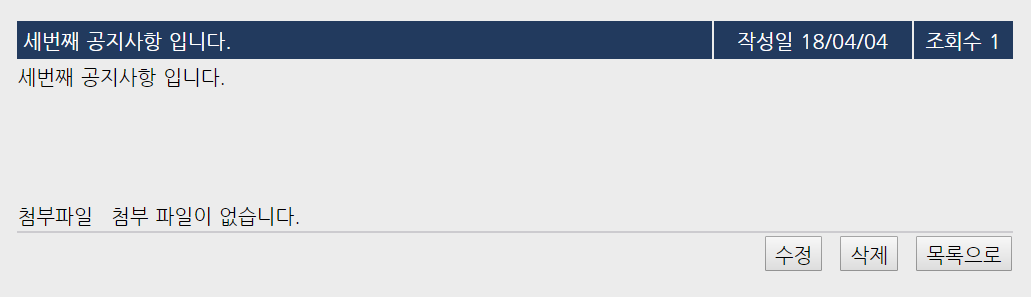 세번째 공지사항 입니다. 작성일 18/04/04 조회수 1
세번째 공지사항 입니다.
첨부파일 첨부 파일이 없습니다.
수정 삭제 목록으로